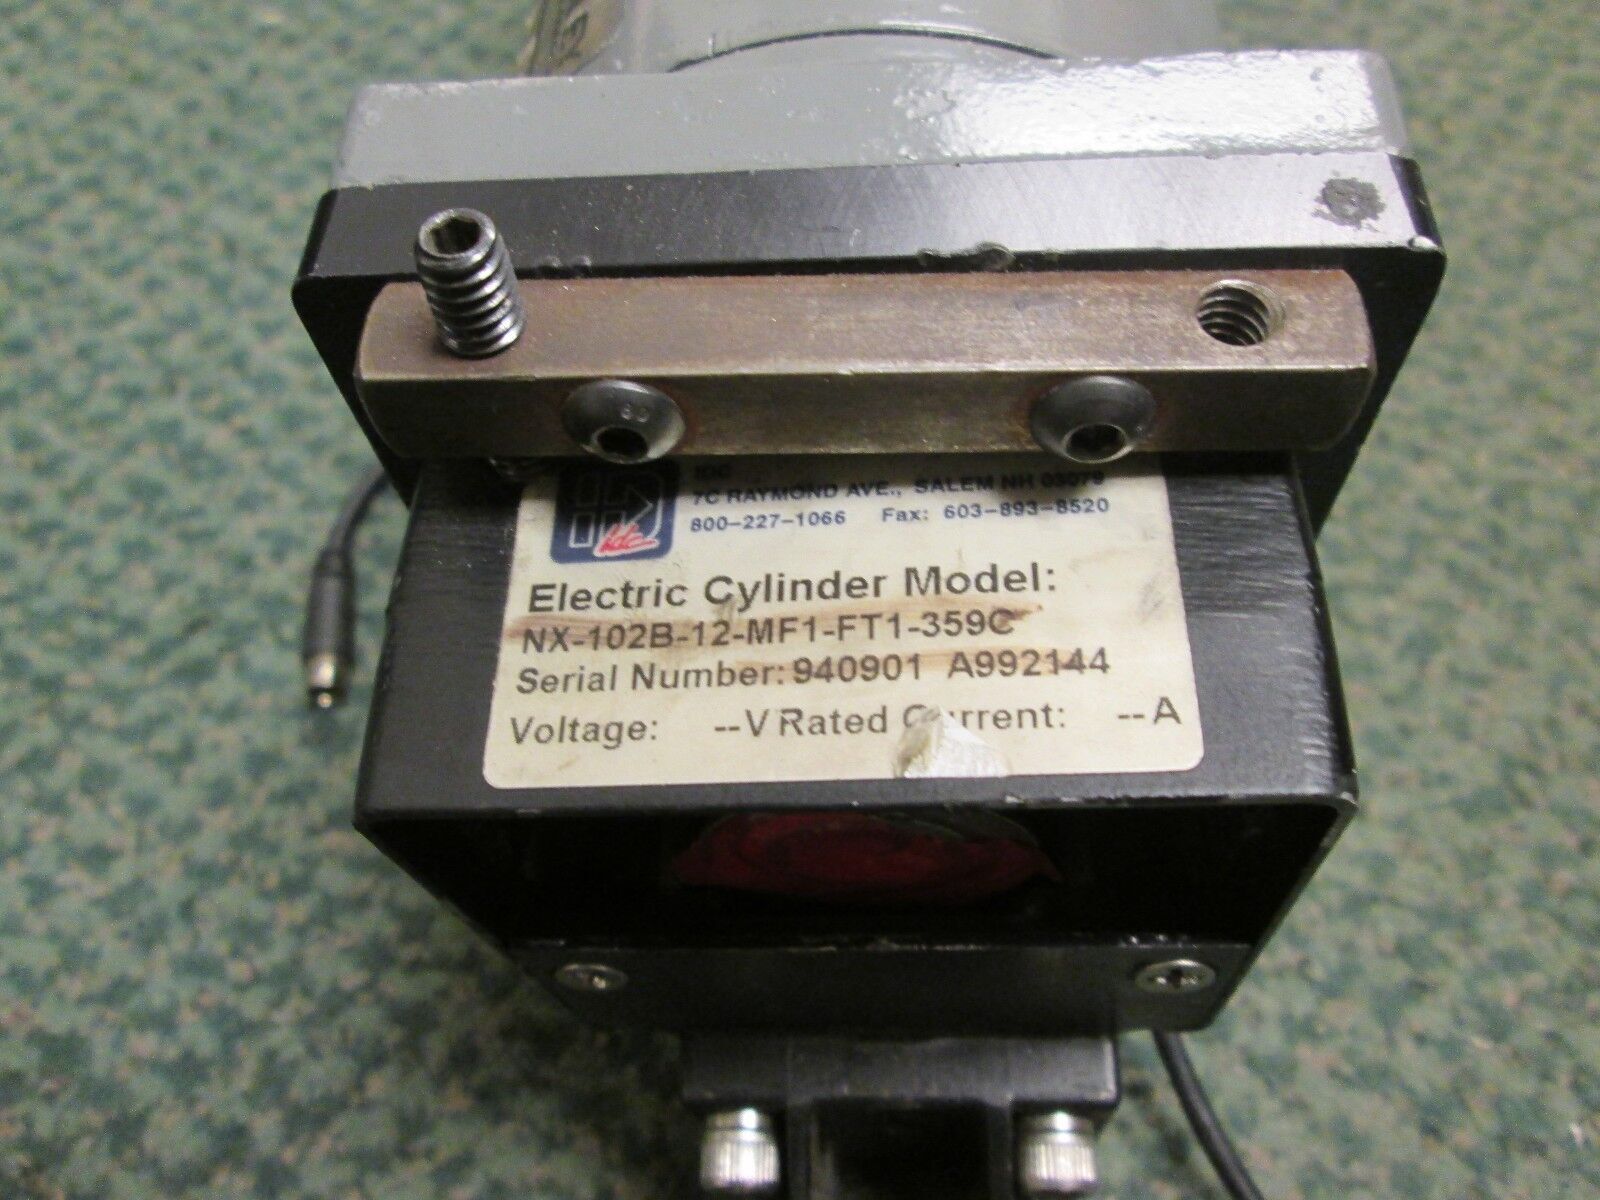 IDC
7C RAYMOND AVE., SALEM NH 03079
800-227-1066 Fax: 603-893-8520
idc
Electric Cylinder Model:
NX-102B-12-MF1-FT1-359C
Serial Number: 940901 A992144
Voltage: --V Rated Current: --A